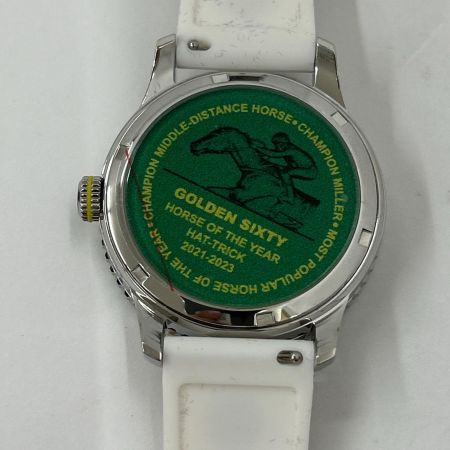 CHAMPION MIDDLE-DISTANCE HORSE • CHAMPION MILLER • MOST POPULAR HORSE OF THE YEAR •
GOLDEN SIXTY
HORSE OF THE YEAR
HAT-TRICK
2021-2023